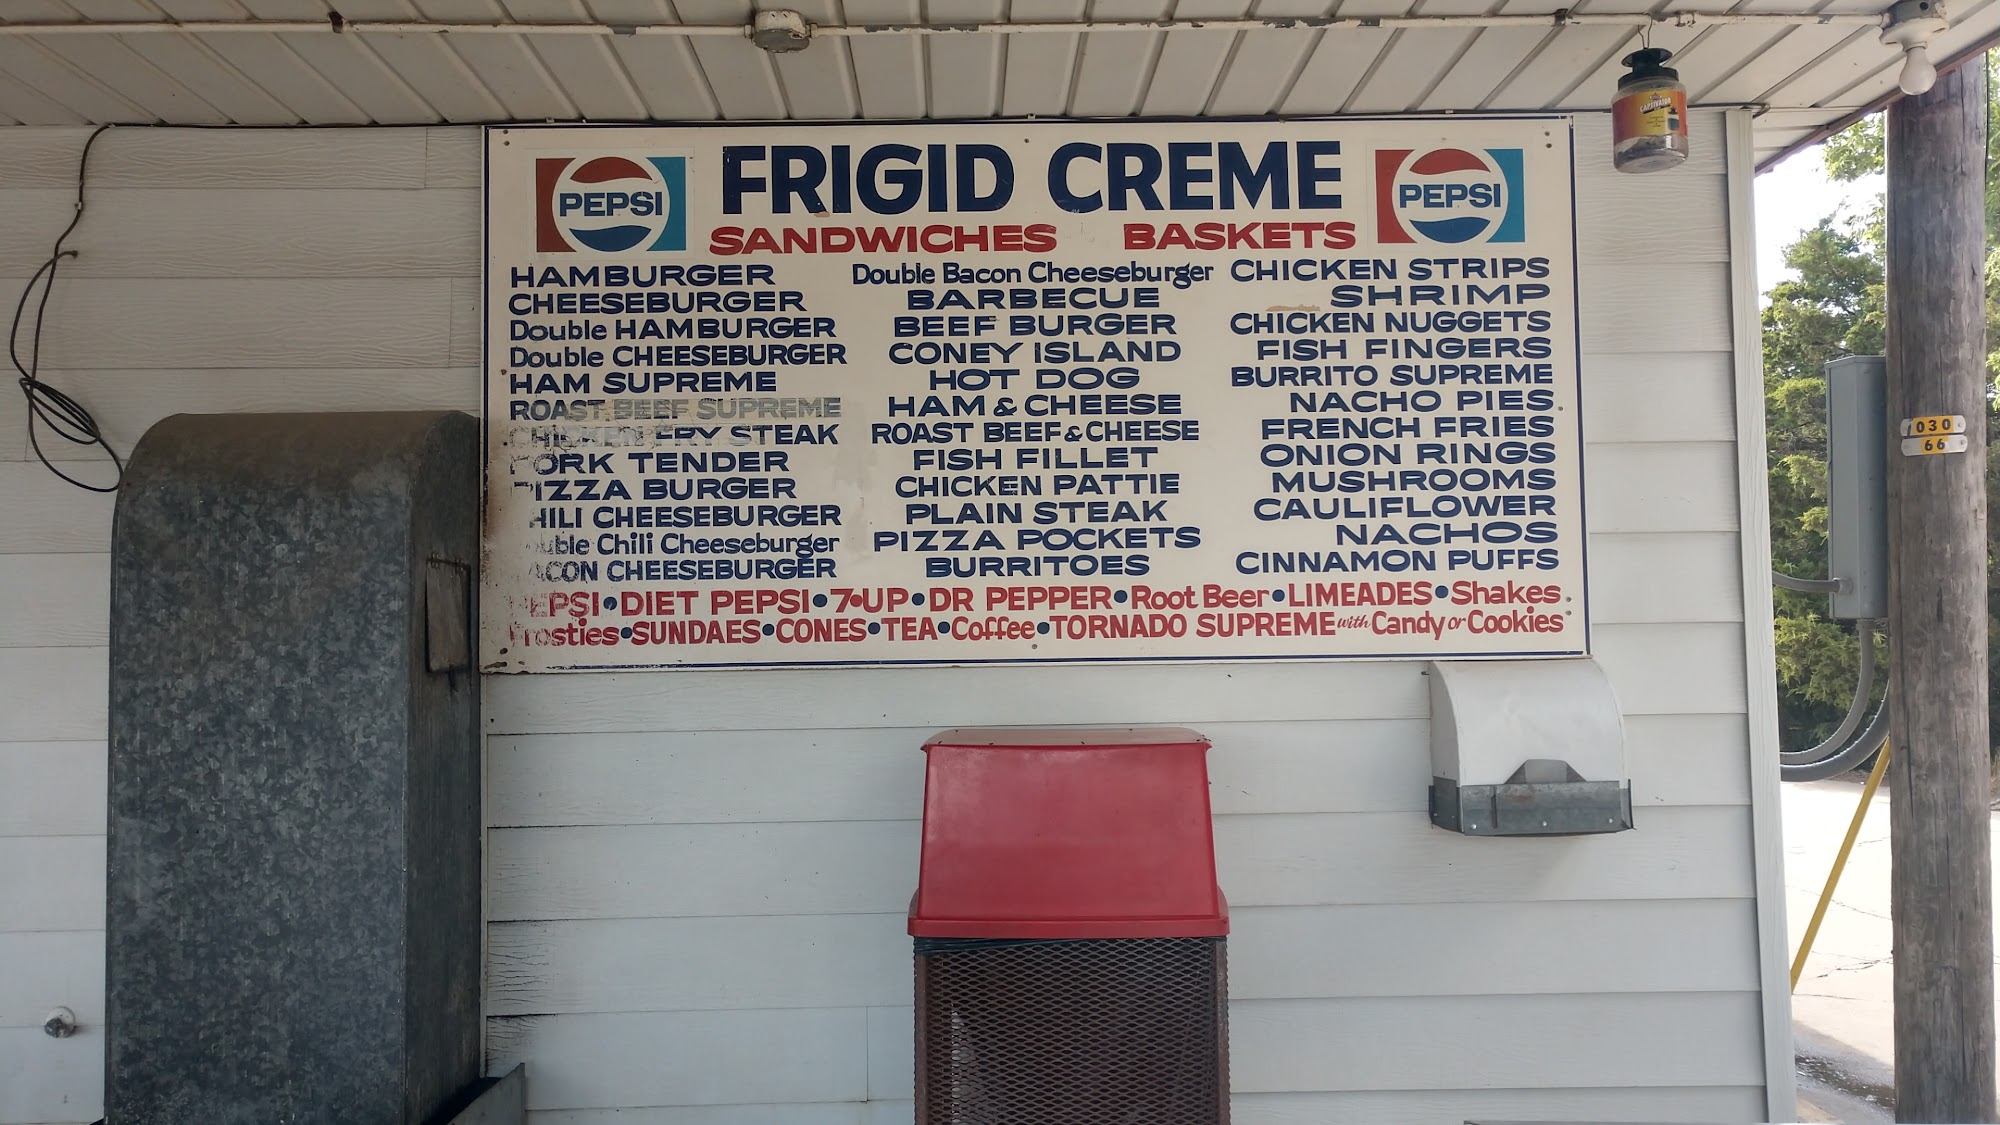 FRIGID CREME
PEPSI
PEPSI
SANDWICHES BASKETS
HAMBURGER
CHEESEBURGER
Double HAMBURGER
Double CHEESEBURGER
HAM SUPREME
ROAST BEEF SUPREME
CHICKEN FRY STEAK
PORK TENDER
PIZZA BURGER
CHILI CHEESEBURGER
Double Chili Cheeseburger
BACON CHEESEBURGER
Double Bacon Cheeseburger
BARBECUE
BEEF BURGER
CONEY ISLAND
HOT DOG
HAM & CHEESE
ROAST BEEF & CHEESE
FISH FILLET
CHICKEN PATTIE
PLAIN STEAK
PIZZA POCKETS
BURRITOES
CHICKEN STRIPS
SHRIMP
CHICKEN NUGGETS
FISH FINGERS
BURRITO SUPREME
NACHO PIES
FRENCH FRIES
ONION RINGS
MUSHROOMS
CAULIFLOWER
NACHOS
CINNAMON PUFFS
PEPSI • DIET PEPSI • 7•UP • DR PEPPER • Root Beer • LIMEADES • Shakes
Frosties • SUNDAES • CONES • TEA • Coffee • TORNADO SUPREME with Candy or Cookies
CAPTIVATOR
030
66